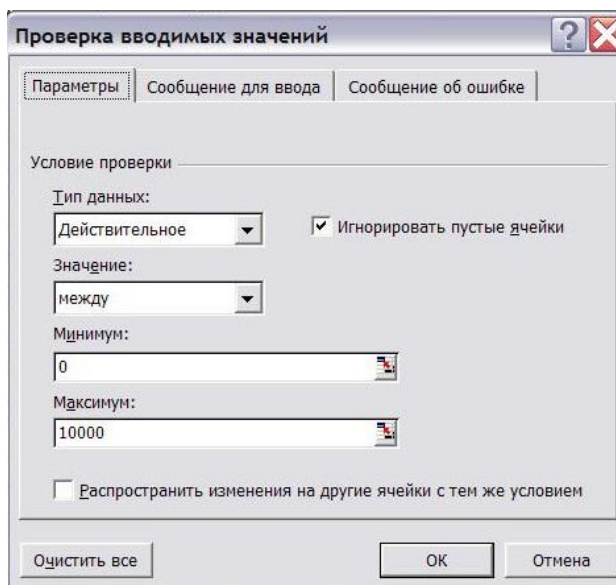 Проверка вводимых значений
Параметры Сообщение для ввода Сообщение об ошибке
Условие проверки
Тип данных:
Действительное Игнорировать пустые ячейки
Значение:
между
Минимум:
0
Максимум:
10000
Распространить изменения на другие ячейки с тем же условием
Очистить все ОК Отмена